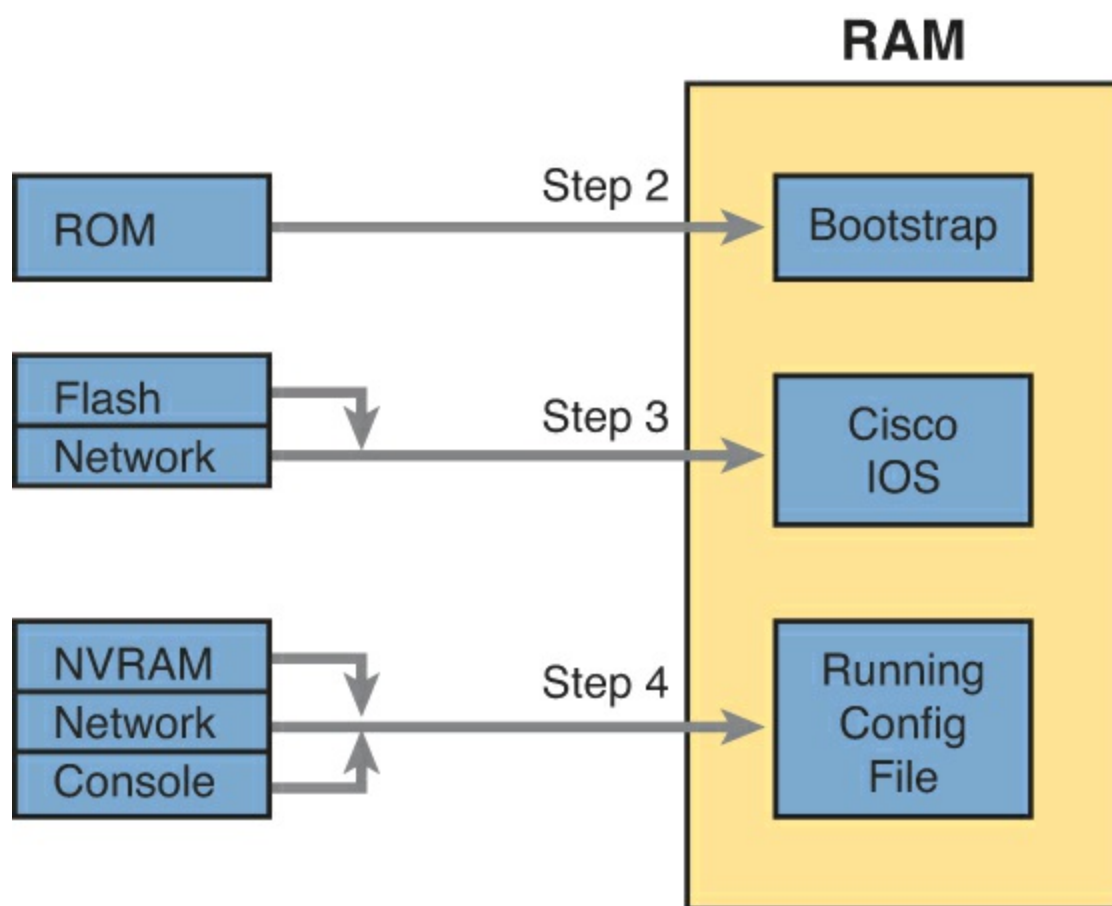 RAM
ROM
Step 2
Bootstrap
Flash
Network
Step 3
Cisco
IOS
NVRAM
Network
Console
Step 4
Running
Config
File